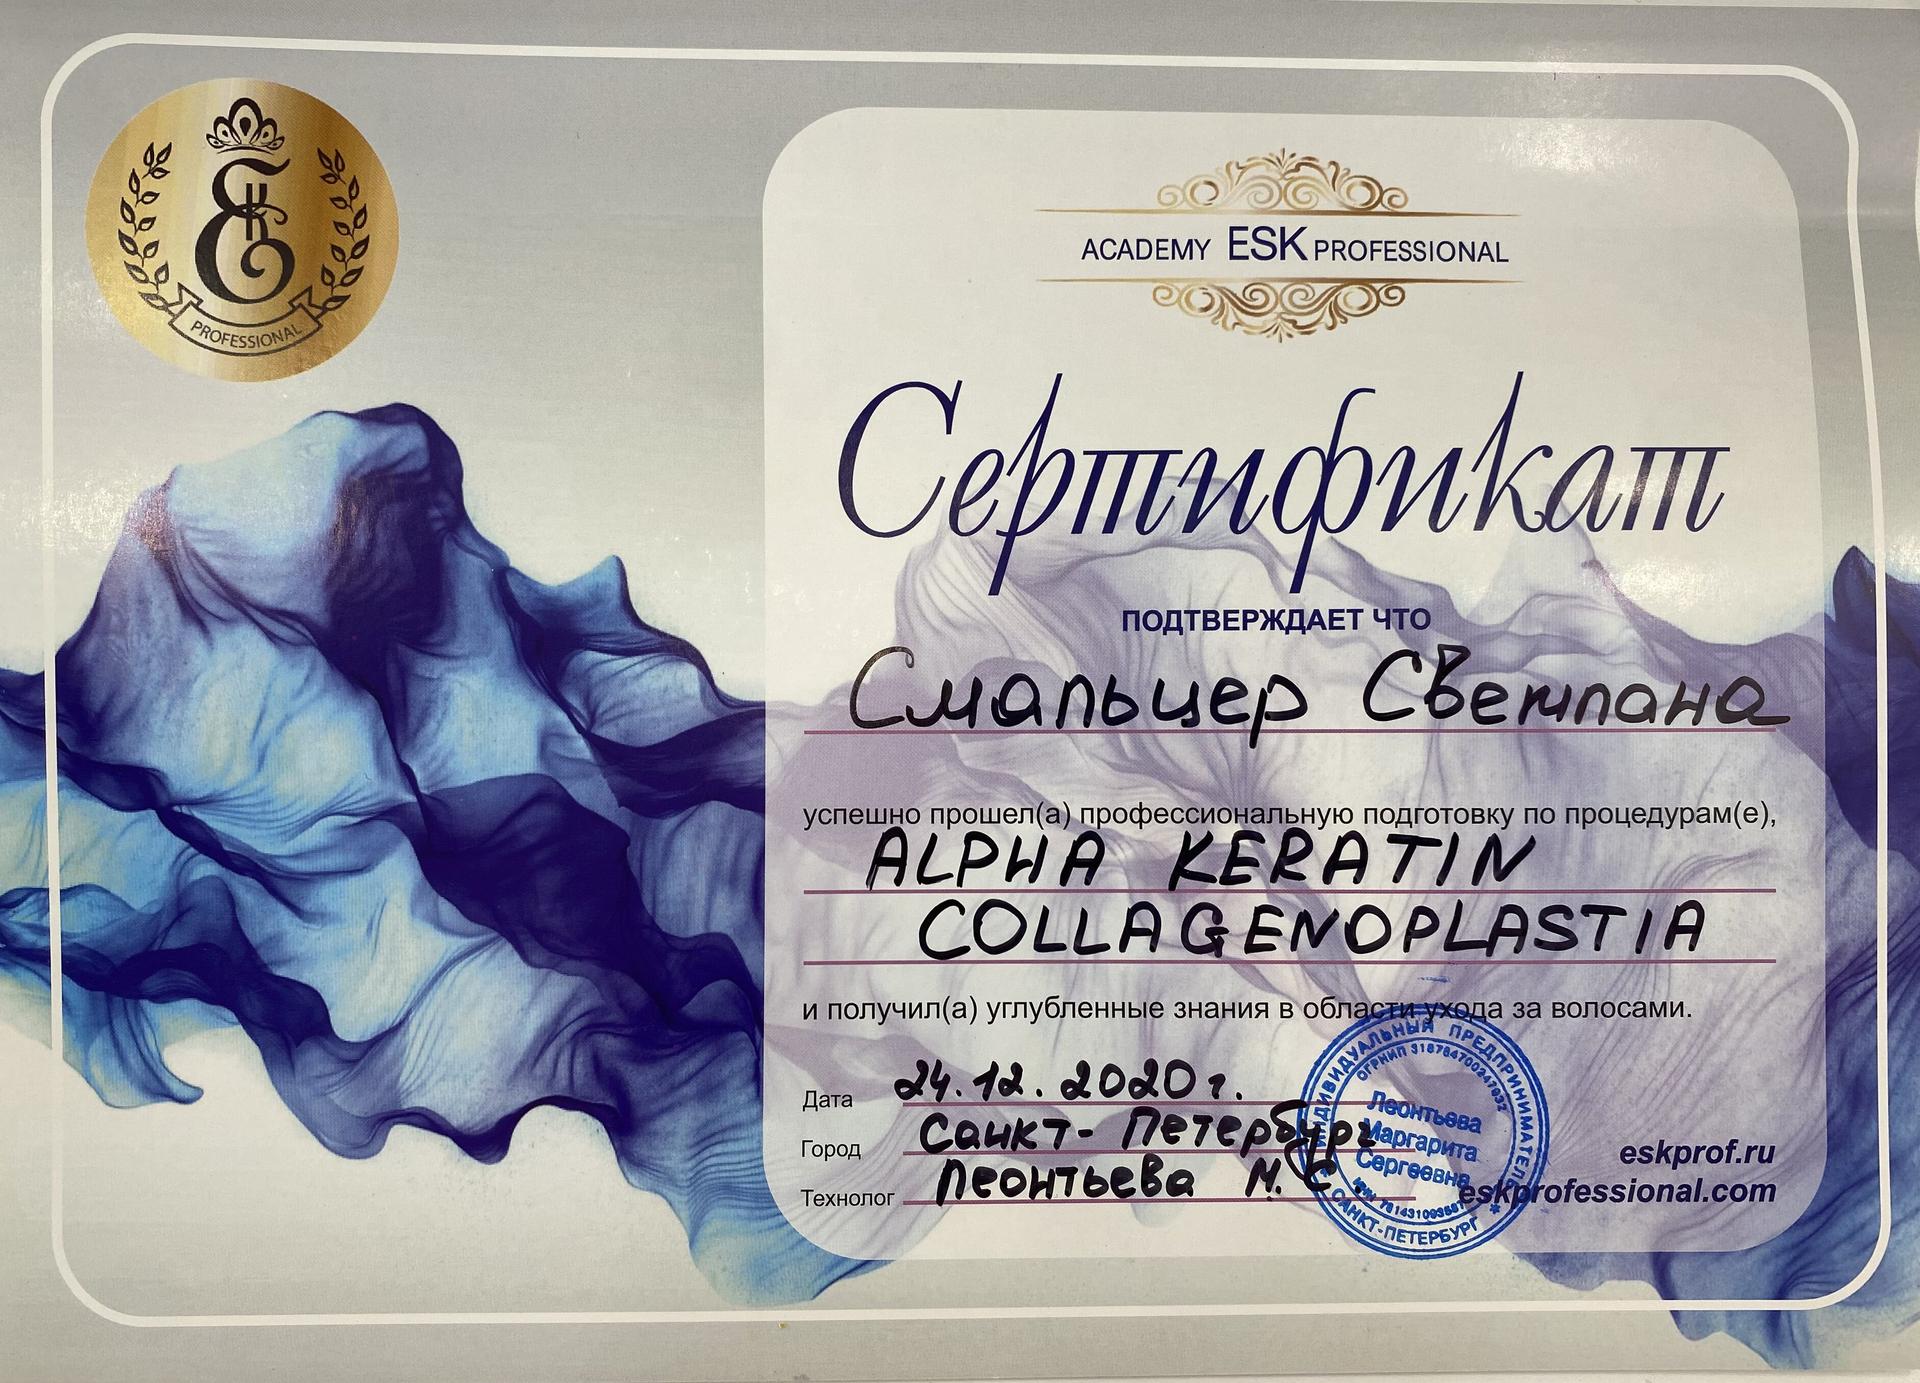 PROFESSIONAL
ACADEMY ESK PROFESSIONAL
Сертификат
ПОДТВЕРЖДАЕТ ЧТО
Смальцер Светлана
успешно прошел(а) профессиональную подготовку по процедурам(е),
ALPHA KERATIN
COLLAGENOPLASTIA
и получил(а) углубленные знания в области ухода за волосами.
Дата 24.12.2020г.
Город Санкт-Петербург
Технолог Леонтьева М.С
ИНДИВИДУАЛЬНЫЙ ПРЕДПРИНИМАТЕЛЬ
ОГРНИП
Леонтьева
Маргарита
Сергеевна
ИНН
САНКТ-ПЕТЕРБУРГ
eskprof.ru
eskprofessional.com